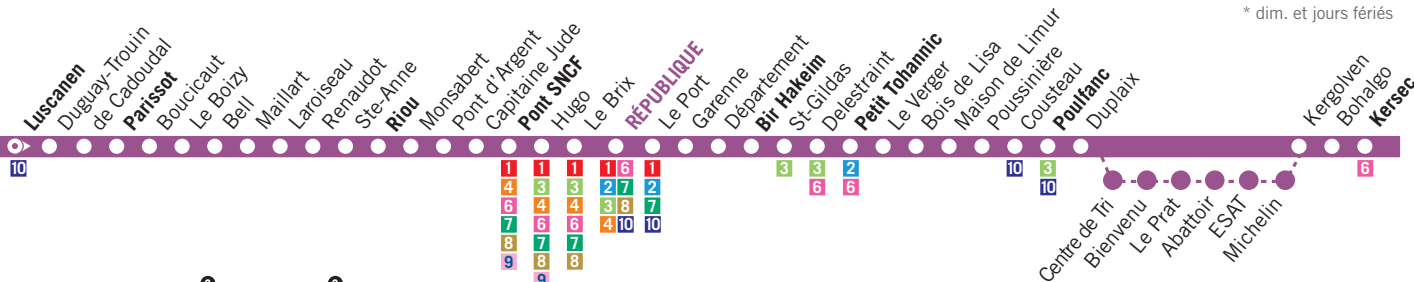 * dim. et jours fériés
Luscanen
Duguay-Trouin
de Cadoudal
Parissot
Boucicaut
Le Boizy
Bell
Maillart
Laroiseau
Renaudot
Ste-Anne
Riou
Monsabert
Pont d'Argent
Capitaine Jude
Pont SNCF
Hugo
Le Brix
RÉPUBLIQUE
Le Port
Garenne
Département
Bir Hakeim
St-Gildas
Delestraint
Petit Tohannic
Le Verger
Bois de Lisa
Maison de Limur
Poussinière
Cousteau
Poulfanc
Duplaix
Kergolven
Bohalgo
Kersec
10
1
4
6
7
8
9
1
3
4
6
7
8
9
1
3
4
6
7
8
1 6
2 7
3 8
4 10
1
2
7
10
3
3
6
2
6
10
3
10
6
Centre de Tri
Bienvenu
Le Prat
Abattoir
ESAT
Michelin